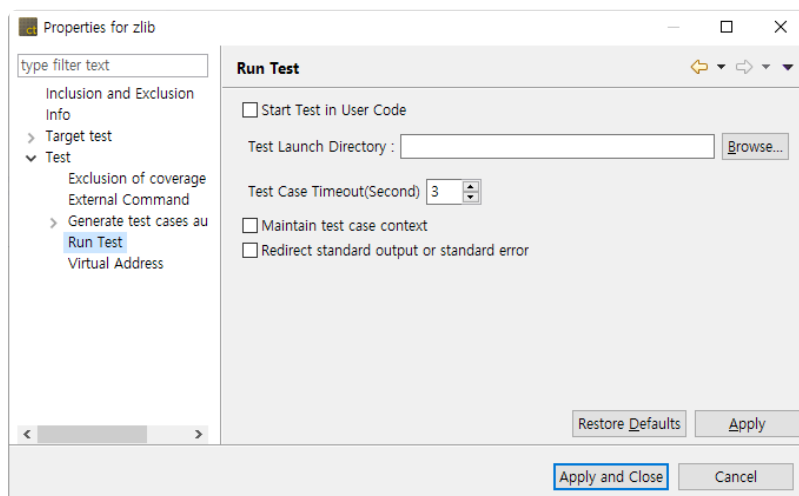 ct Properties for zlib
type filter text
Inclusion and Exclusion
Info
Target test
Test
Exclusion of coverage
External Command
Generate test cases au
Run Test
Virtual Address
Run Test
Start Test in User Code
Test Launch Directory : Browse...
Test Case Timeout(Second) 3
Maintain test case context
Redirect standard output or standard error
Restore Defaults Apply
Apply and Close Cancel